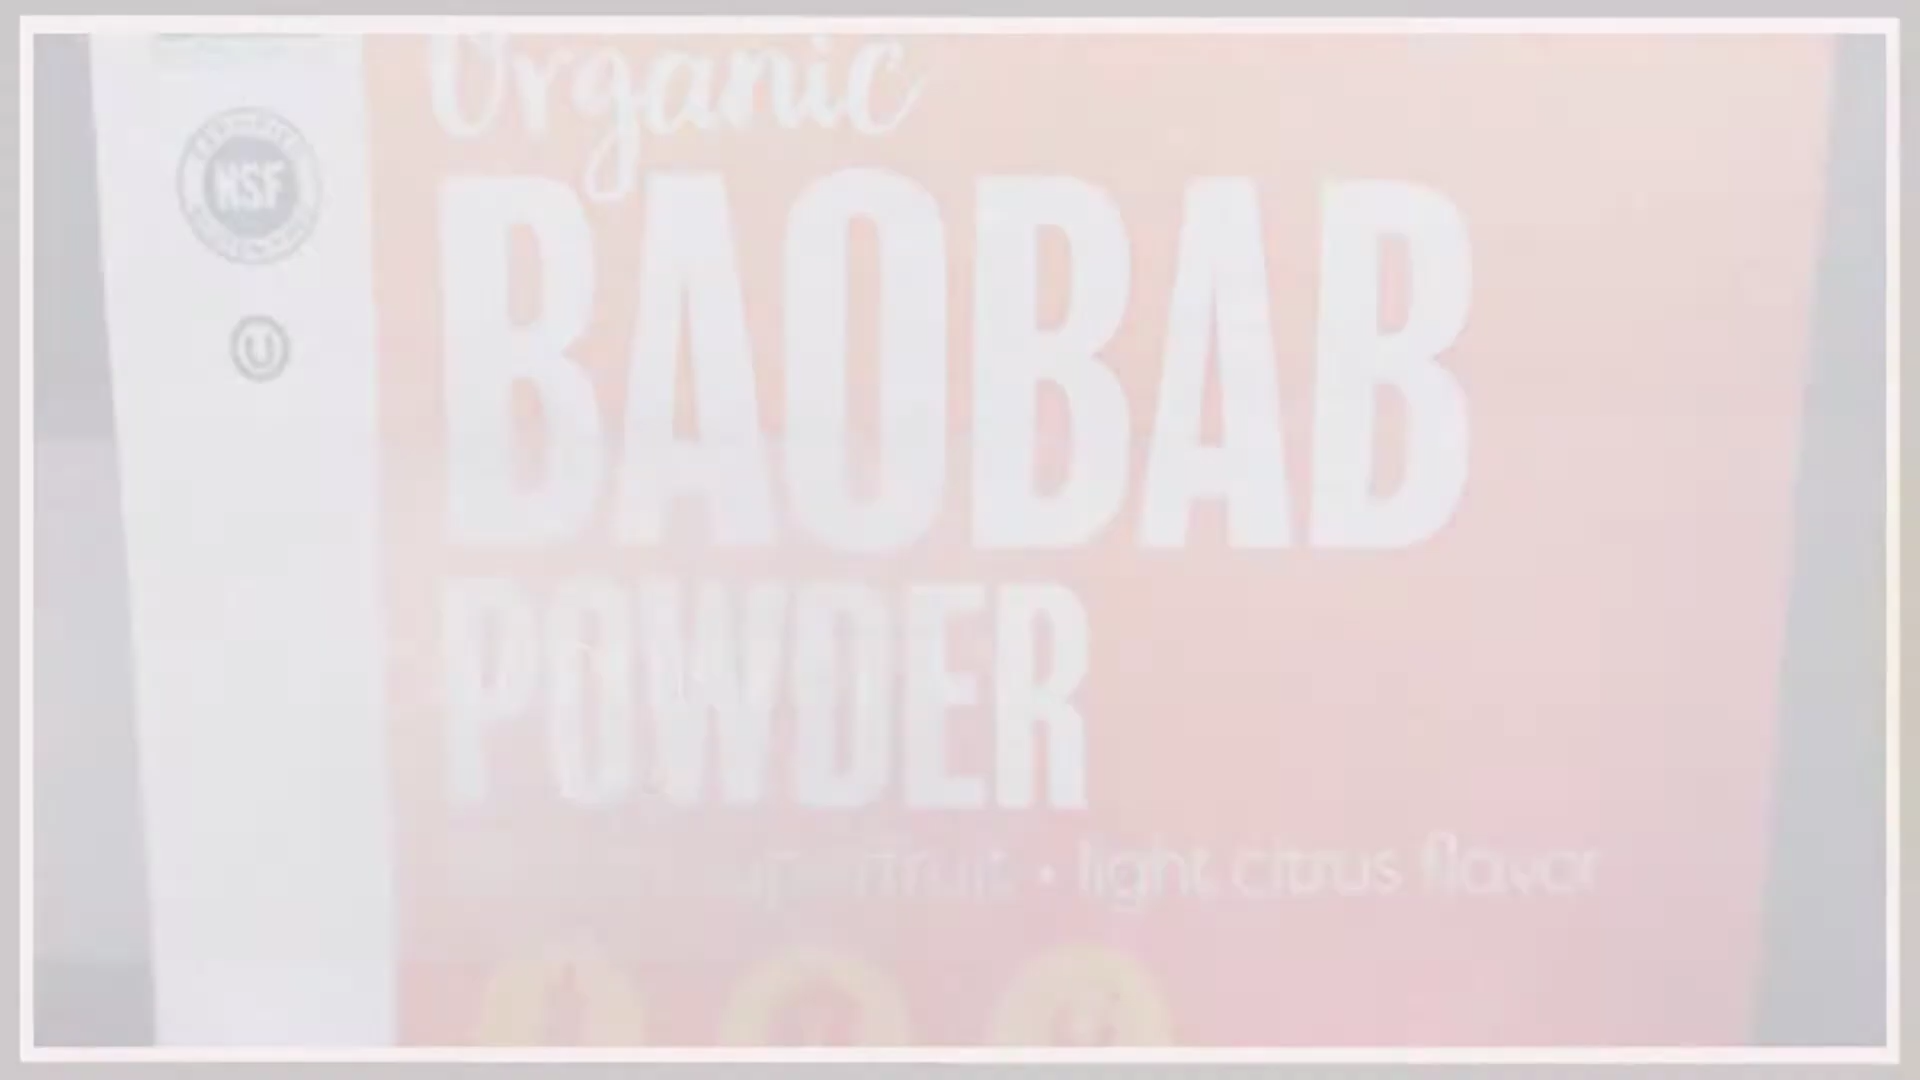 Organic
NSF
U
BAOBAB
POWDER
• light citrus flavor